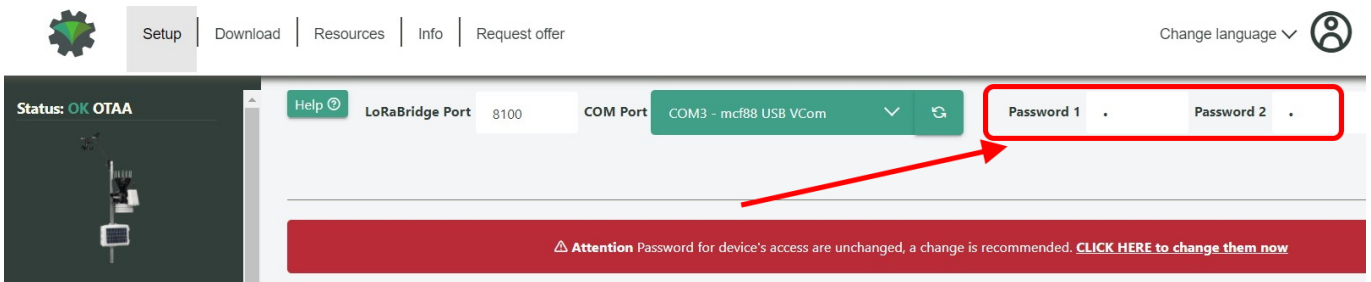 Setup
Download
Resources
Info
Request offer
Change language
Status: OK OTAA
Help
LoRaBridge Port
8100
COM Port
COM3 - mcf88 USB VCom
Password 1
.
Password 2
.
Attention Password for device's access are unchanged, a change is recommended. CLICK HERE to change them now